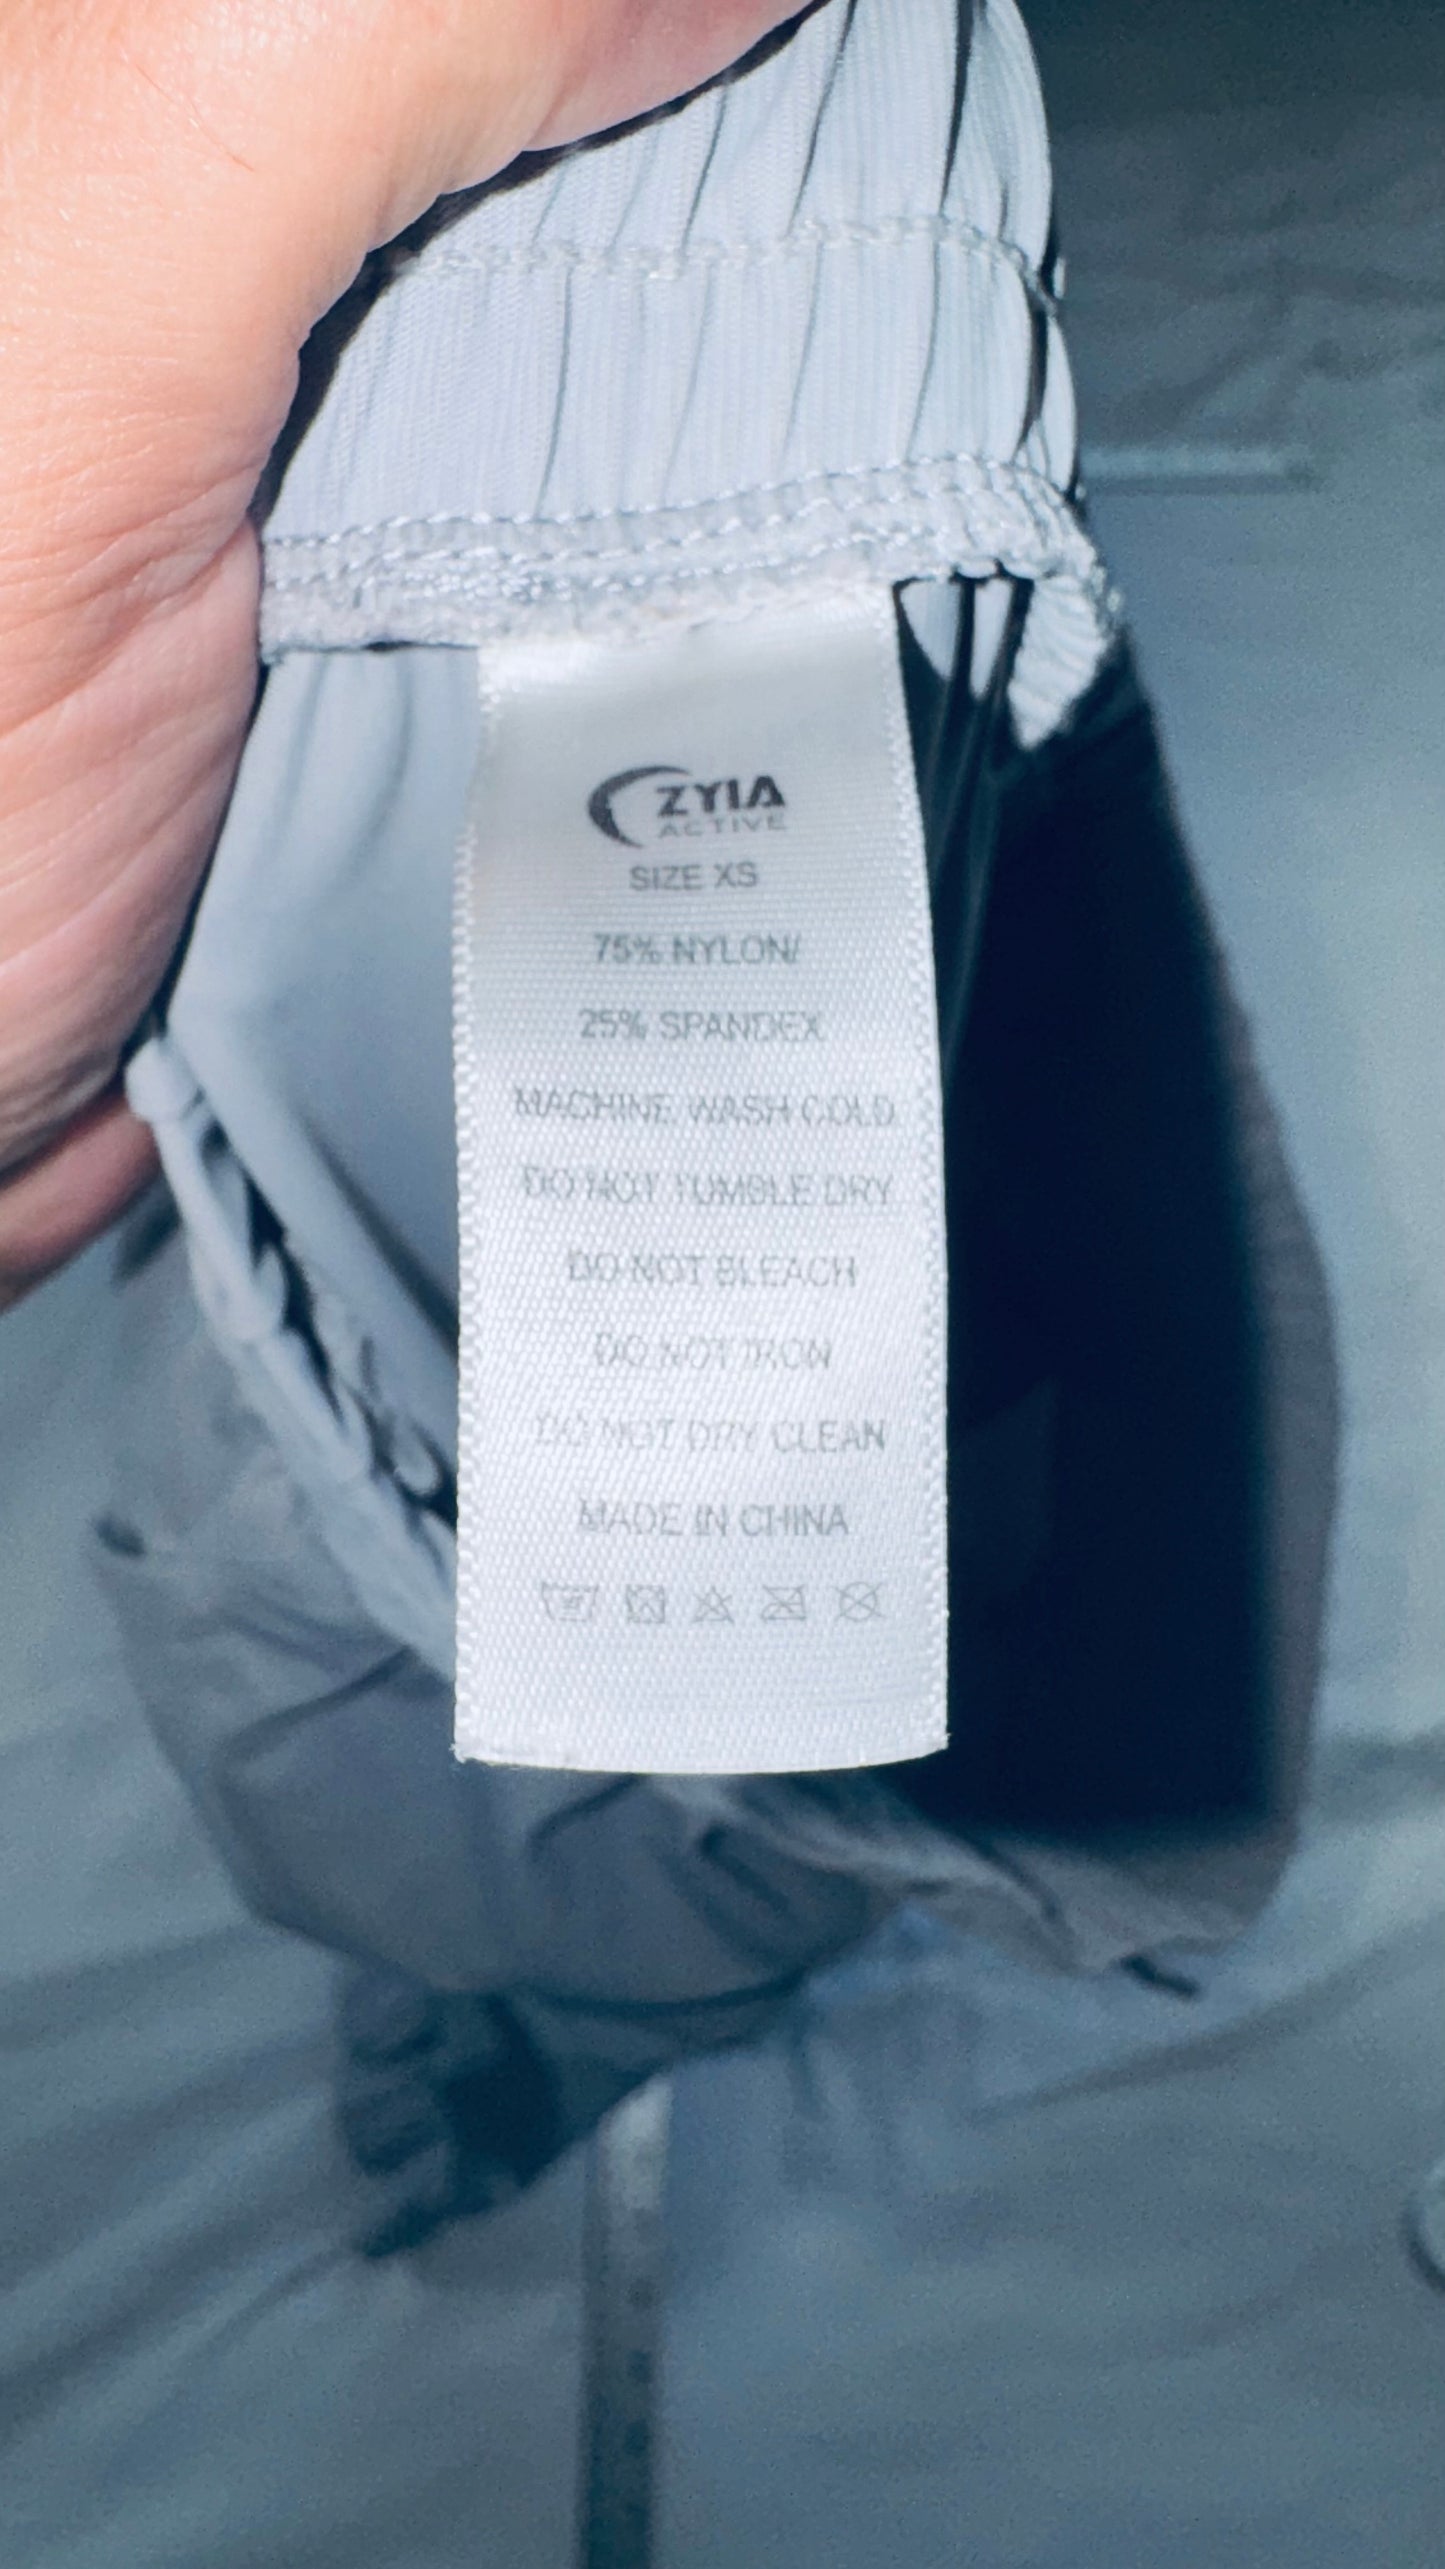 ZYIA
ACTIVE
SIZE XS
75% NYLON/
25% SPANDEX
MACHINE WASH COLD
DO NOT TUMBLE DRY
DO NOT BLEACH
DO NOT IRON
DO NOT DRY CLEAN
MADE IN CHINA